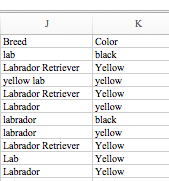 J K
Breed Color
lab black
Labrador Retriever Yellow
yellow lab yellow
Labrador Retriever Yellow
Labrador yellow
labrador black
labrador yellow
Labrador Retriever Yellow
Lab Yellow
Labrador Yellow